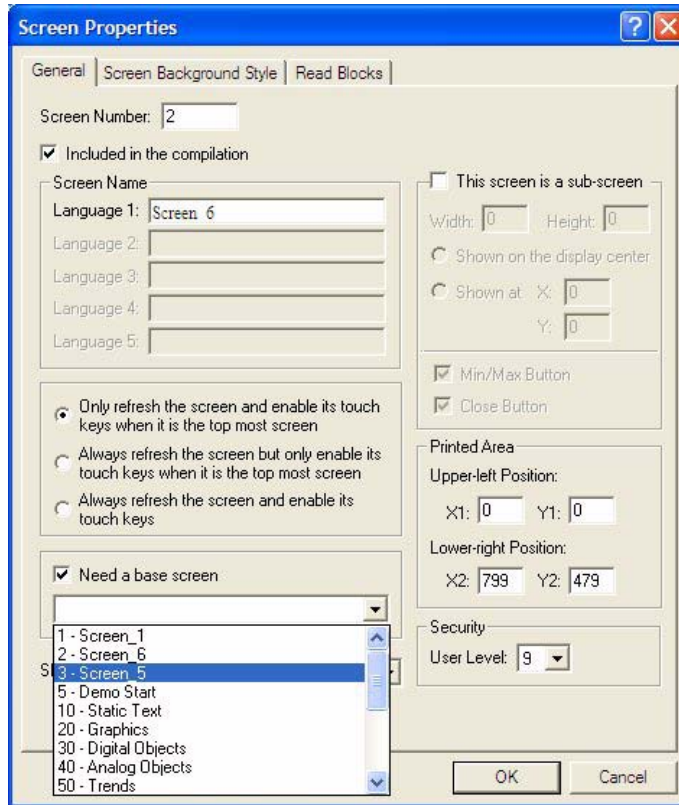 Screen Properties
General
Screen Background Style
Read Blocks
Screen Number: 2
Included in the compilation
Screen Name
Language 1: Screen_6
Language 2:
Language 3:
Language 4:
Language 5:
Only refresh the screen and enable its touch
keys when it is the top most screen
Always refresh the screen but only enable its
touch keys when it is the top most screen
Always refresh the screen and enable its
touch keys
Need a base screen
1 - Screen_1
2 - Screen_6
3 - Screen_5
5 - Demo Start
10 - Static Text
20 - Graphics
30 - Digital Objects
40 - Analog Objects
50 - Trends
This screen is a sub-screen
Width: 0 Height: 0
Shown on the display center
Shown at X: 0
Y: 0
Min/Max Button
Close Button
Printed Area
Upper-left Position:
X1: 0 Y1: 0
Lower-right Position:
X2: 799 Y2: 479
Security
User Level: 9
OK
Cancel